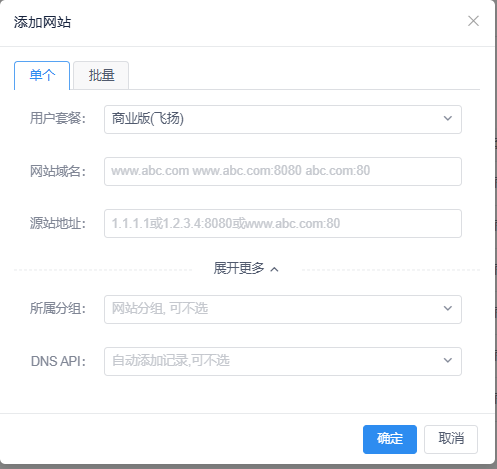 添加网站
单个 批量
用户套餐: 商业版(飞扬)
网站域名: www.abc.com www.abc.com:8080 abc.com:80
源站地址: 1.1.1.1或1.2.3.4:8080或www.abc.com:80
展开更多
所属分组: 网站分组, 可不选
DNS API: 自动添加记录,可不选
确定 取消